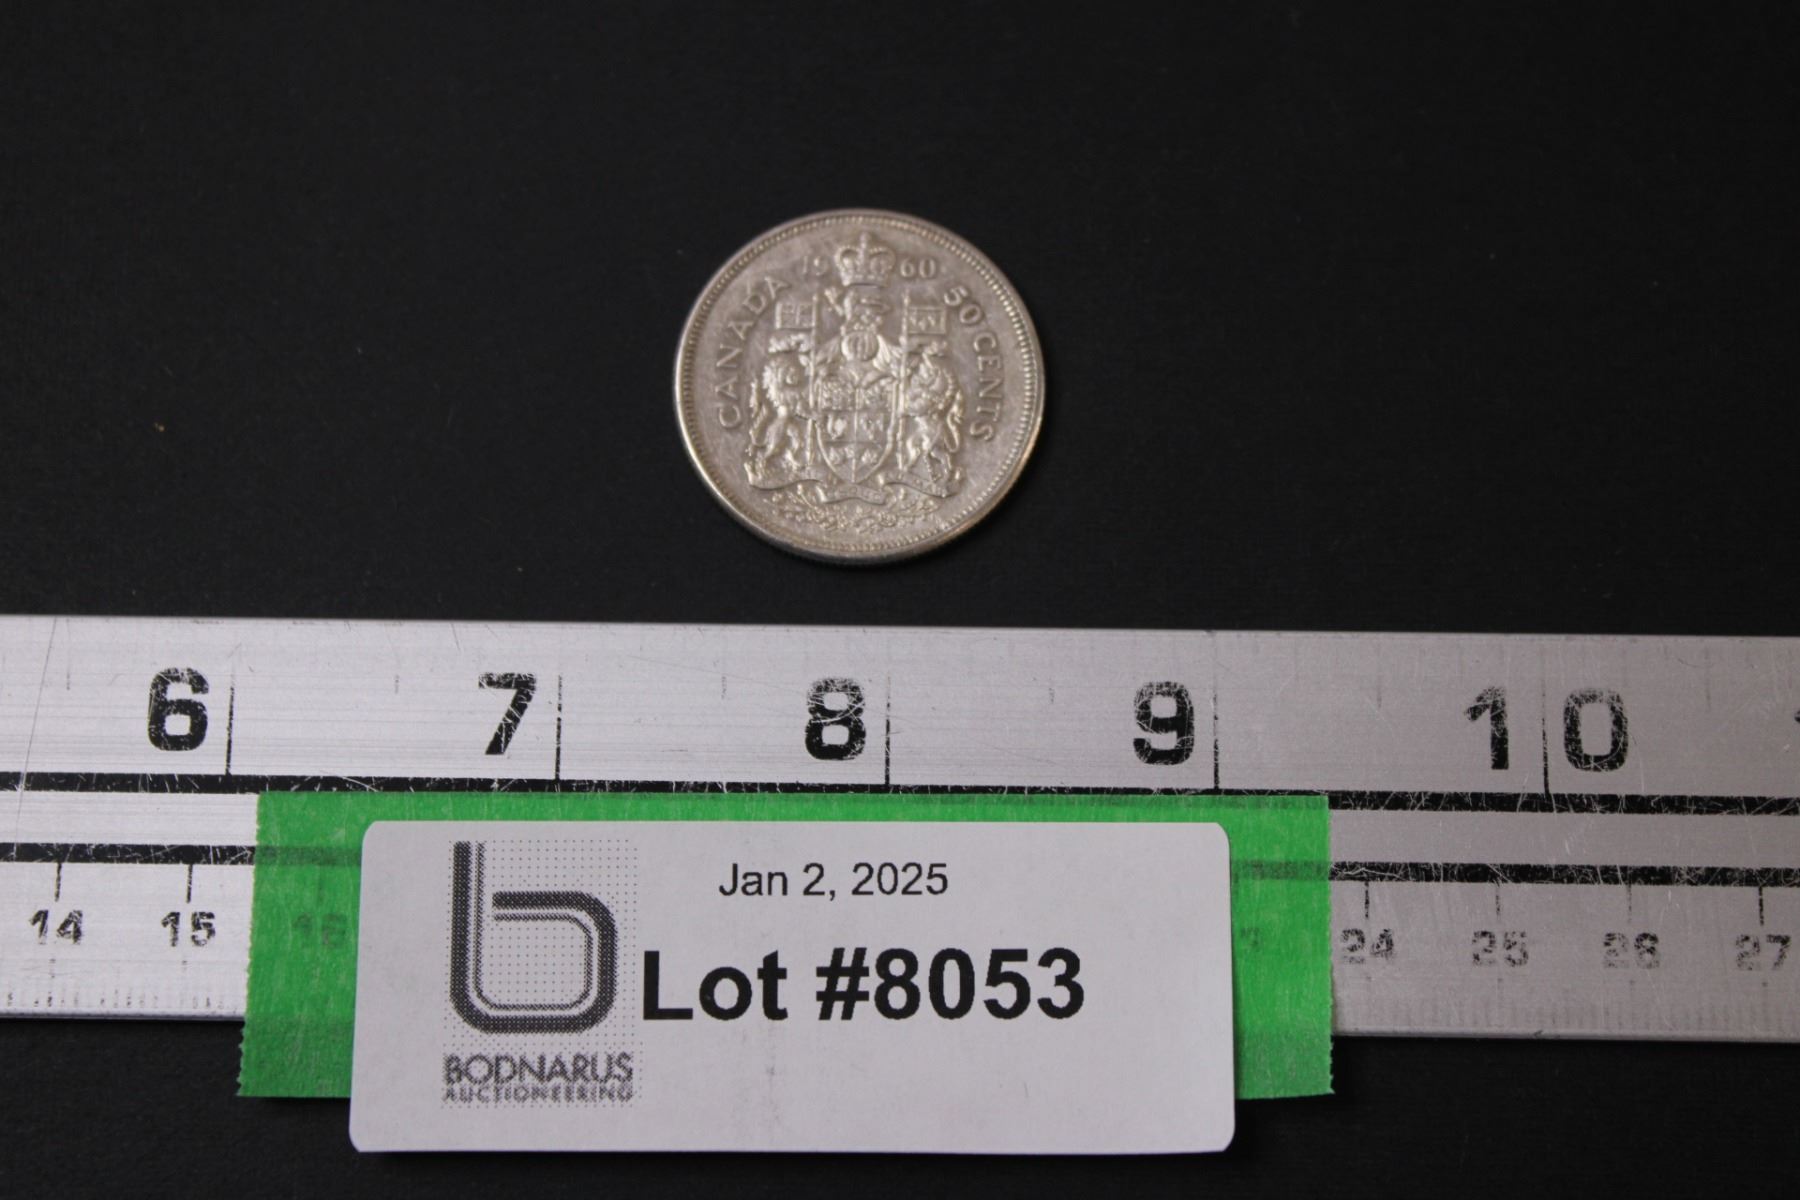 CANADA 1960 50 CENTS
6 7 8 9 10
14 15 16 24 25 26 27
Jan 2, 2025
Lot #8053
BODNARUS
AUCTIONEERING